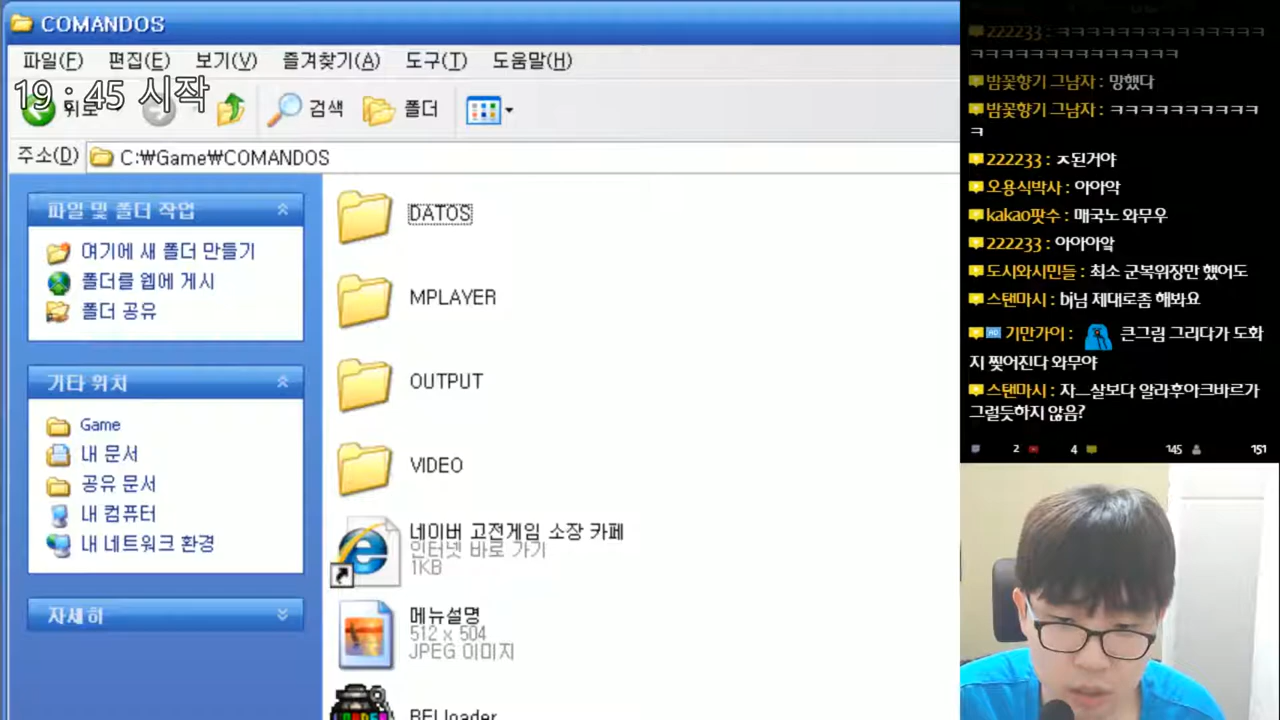 COMANDOS
파일(F) 편집(E) 보기(V) 즐겨찾기(A) 도구(T) 도움말(H)
19 : 45 시작
뒤로 검색 폴더
주소(D) C:₩Game₩COMANDOS
파일 및 폴더 작업
여기에 새 폴더 만들기
폴더를 웹에 게시
폴더 공유
기타 위치
Game
내 문서
공유 문서
내 컴퓨터
내 네트워크 환경
자세히
DATOS
MPLAYER
OUTPUT
VIDEO
네이버 고전게임 소장 카페
인터넷 바로 가기
1KB
메뉴설명
512 x 504
JPEG 이미지
BELloader
222233 : ㅋㅋㅋㅋㅋㅋㅋㅋㅋㅋㅋ
ㅋㅋㅋㅋㅋㅋㅋㅋㅋㅋㅋㅋㅋㅋ
밤꽃향기 그남자 : 망했다
밤꽃향기 그남자 : ㅋㅋㅋㅋㅋㅋㅋㅋㅋㅋ
ㅋ
222233 : ㅈ된거야
오용식박사 : 아아악
kakao팟수 : 매국노 와무우
222233 : 아아이앜
도시와시민들 : 최소 군복위장만 했어도
스탠마시 : bj님 제대로좀 해봐요
기만가이 : 큰그림 그리다가 도화
지 찢어진다 와무야
스탠마시 : 자ㅡ살보다 알라후아크바르가
그럴듯하지 않음?
2 4 145 151